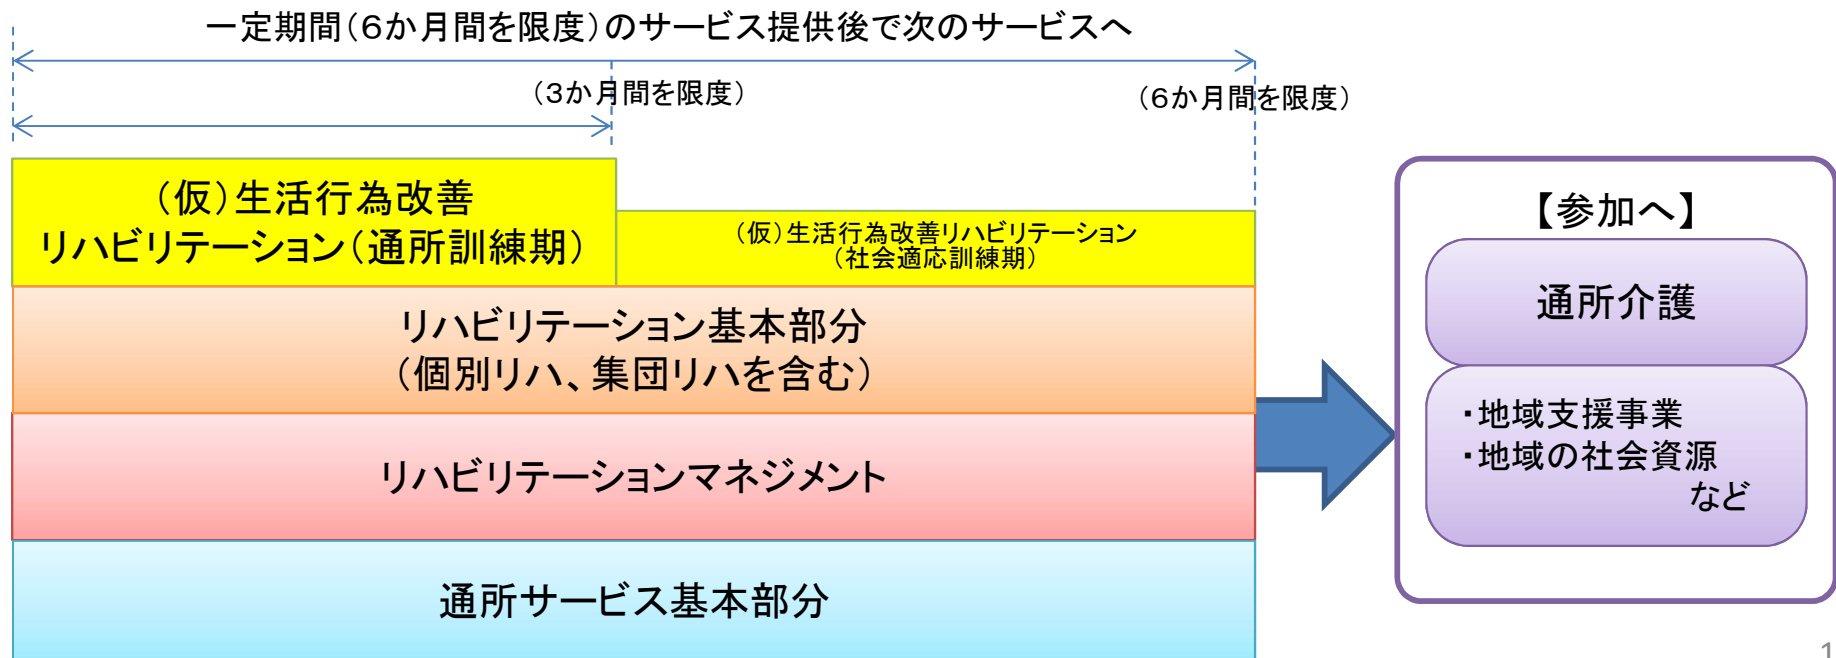 一定期間(6か月間を限度)のサービス提供後で次のサービスへ
(3か月間を限度)
(6か月間を限度)
(仮)生活行為改善
リハビリテーション(通所訓練期)
(仮)生活行為改善リハビリテーション
(社会適応訓練期)
リハビリテーション基本部分
(個別リハ、集団リハを含む)
リハビリテーションマネジメント
通所サービス基本部分
【参加へ】
通所介護
・地域支援事業
・地域の社会資源
など
1